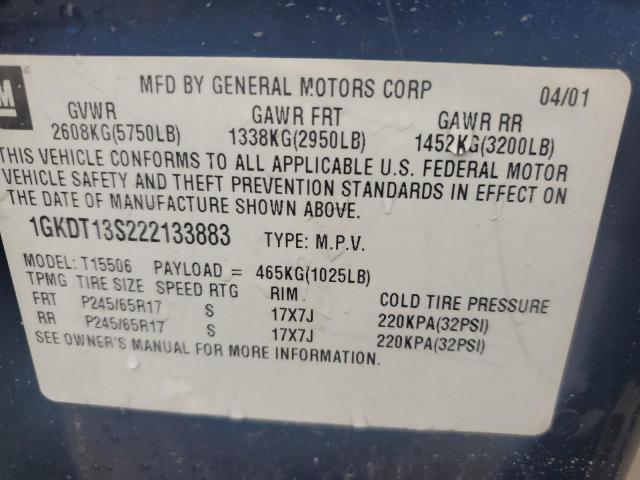 GM
MFD BY GENERAL MOTORS CORP 04/01
GVWR GAWR FRT GAWR RR
2608KG(5750LB) 1338KG(2950LB) 1452KG(3200LB)
THIS VEHICLE CONFORMS TO ALL APPLICABLE U.S. FEDERAL MOTOR
VEHICLE SAFETY AND THEFT PREVENTION STANDARDS IN EFFECT ON
THE DATE OF MANUFACTURE SHOWN ABOVE.
1GKDT13S222133883 TYPE: M.P.V.
MODEL: T15506 PAYLOAD = 465KG(1025LB)
TPMG TIRE SIZE SPEED RTG RIM COLD TIRE PRESSURE
FRT P245/65R17 S 17X7J 220KPA(32PSI)
RR P245/65R17 S 17X7J 220KPA(32PSI)
SEE OWNER'S MANUAL FOR MORE INFORMATION.